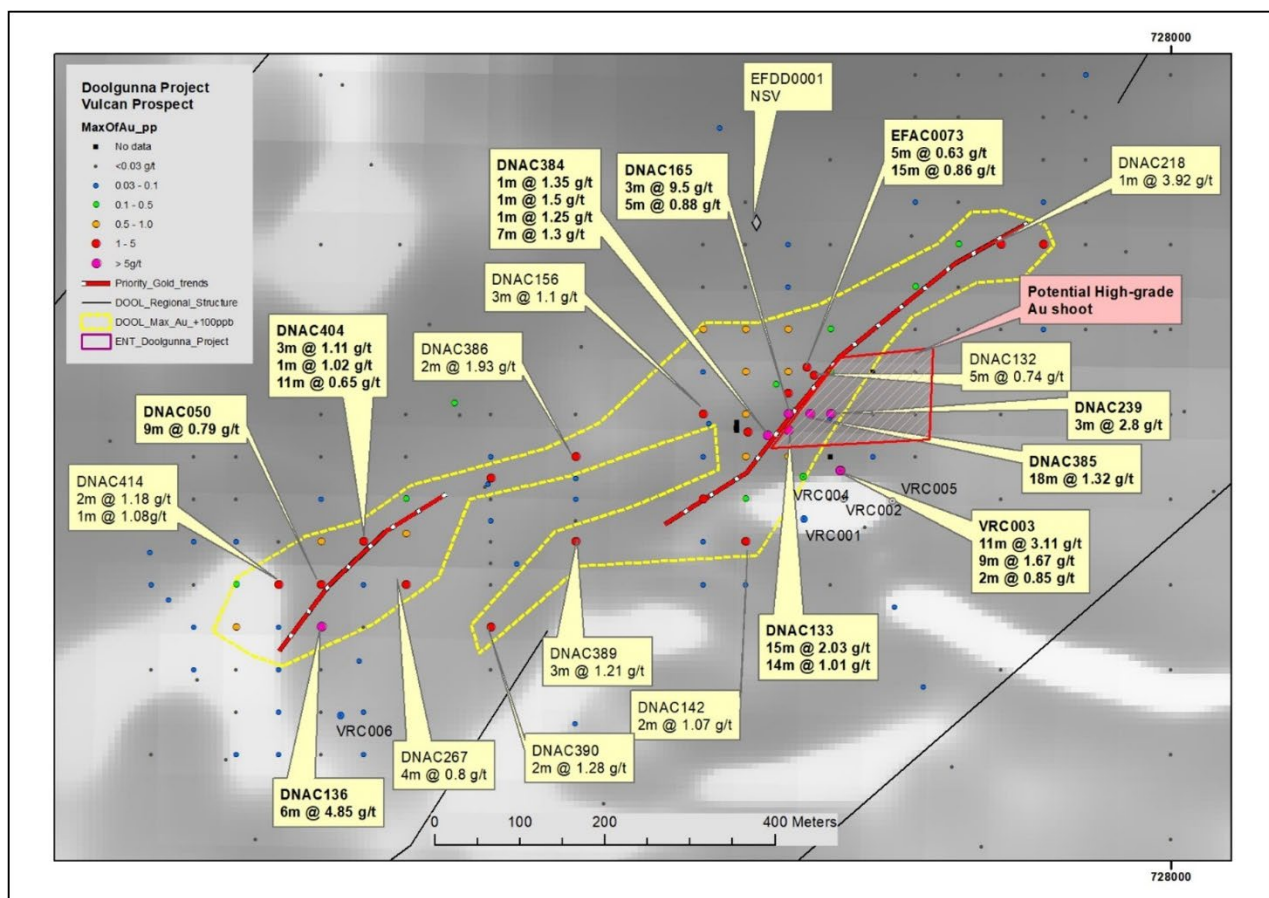 728000
Doolgunna Project
Vulcan Prospect
MaxOfAu_pp
No data
<0.03 g/t
0.03 - 0.1
0.1 - 0.5
0.5 - 1.0
1 - 5
> 5g/t
Priority_Gold_trends
DOOL_Regional_Structure
DOOL_Max_Au_+100ppb
ENT_Doolgunna_Project
EFDD0001
NSV
EFAC0073
5m @ 0.63 g/t
15m @ 0.86 g/t
DNAC384
1m @ 1.35 g/t
1m @ 1.5 g/t
1m @ 1.25 g/t
7m @ 1.3 g/t
DNAC165
3m @ 9.5 g/t
5m @ 0.88 g/t
DNAC218
1m @ 3.92 g/t
DNAC156
3m @ 1.1 g/t
Potential High-grade
Au shoot
DNAC404
3m @ 1.11 g/t
1m @ 1.02 g/t
11m @ 0.65 g/t
DNAC386
2m @ 1.93 g/t
DNAC132
5m @ 0.74 g/t
DNAC050
9m @ 0.79 g/t
DNAC239
3m @ 2.8 g/t
DNAC414
2m @ 1.18 g/t
1m @ 1.08g/t
DNAC385
18m @ 1.32 g/t
VRC004
VRC005
VRC002
VRC001
VRC003
11m @ 3.11 g/t
9m @ 1.67 g/t
2m @ 0.85 g/t
DNAC133
15m @ 2.03 g/t
14m @ 1.01 g/t
DNAC389
3m @ 1.21 g/t
DNAC142
2m @ 1.07 g/t
VRC006
DNAC267
4m @ 0.8 g/t
DNAC390
2m @ 1.28 g/t
DNAC136
6m @ 4.85 g/t
0 100 200 400 Meters
728000